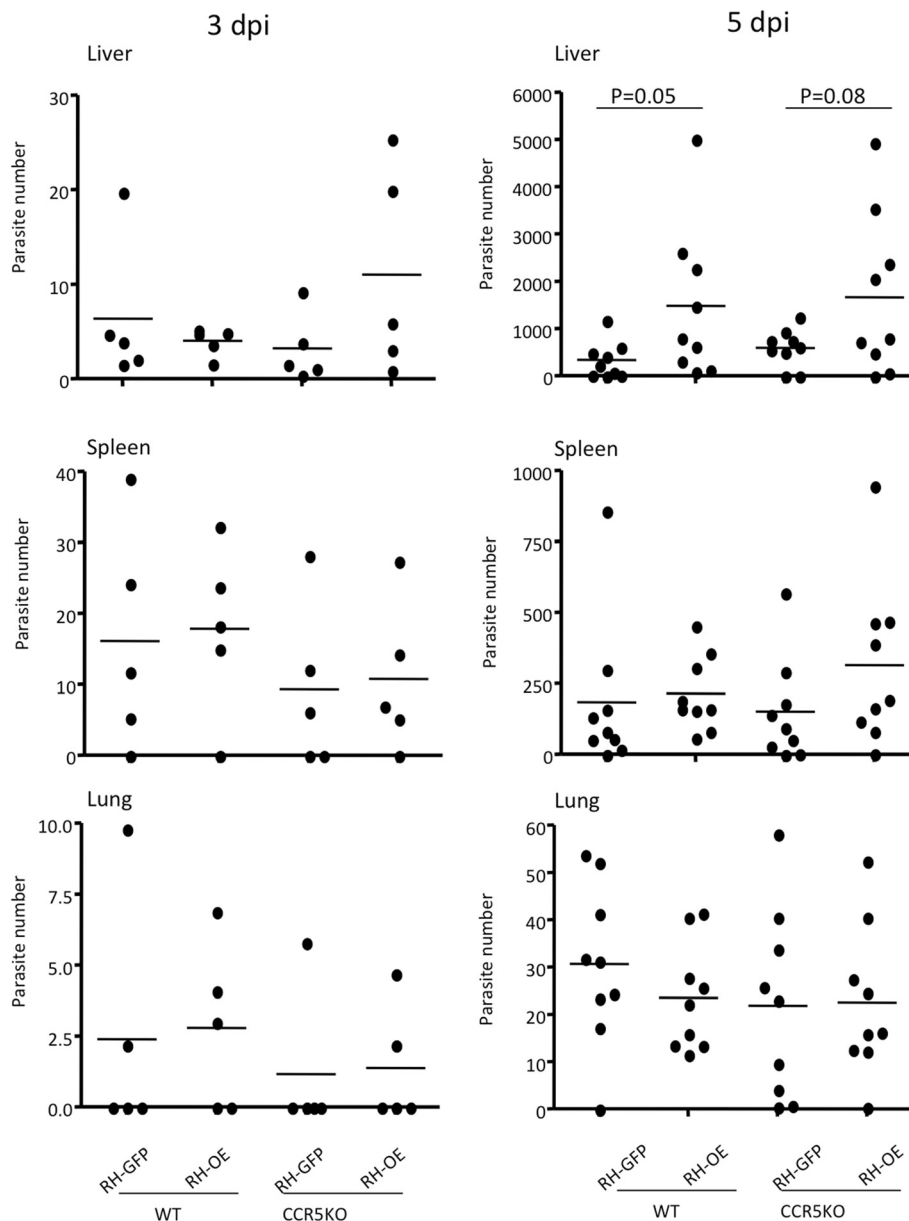 3 dpi
5 dpi
Liver
Parasite number
30
20
10
0
Liver
P=0.05
P=0.08
Parasite number
6000
5000
4000
3000
2000
1000
0
Spleen
Parasite number
40
30
20
10
0
Spleen
Parasite number
1000
750
500
250
0
Lung
Parasite number
10.0
7.5
5.0
2.5
0.0
Lung
Parasite number
60
50
40
30
20
10
0
RH-GFP
RH-OE
RH-GFP
RH-OE
WT
CCR5KO
RH-GFP
RH-OE
RH-GFP
RH-OE
WT
CCR5KO